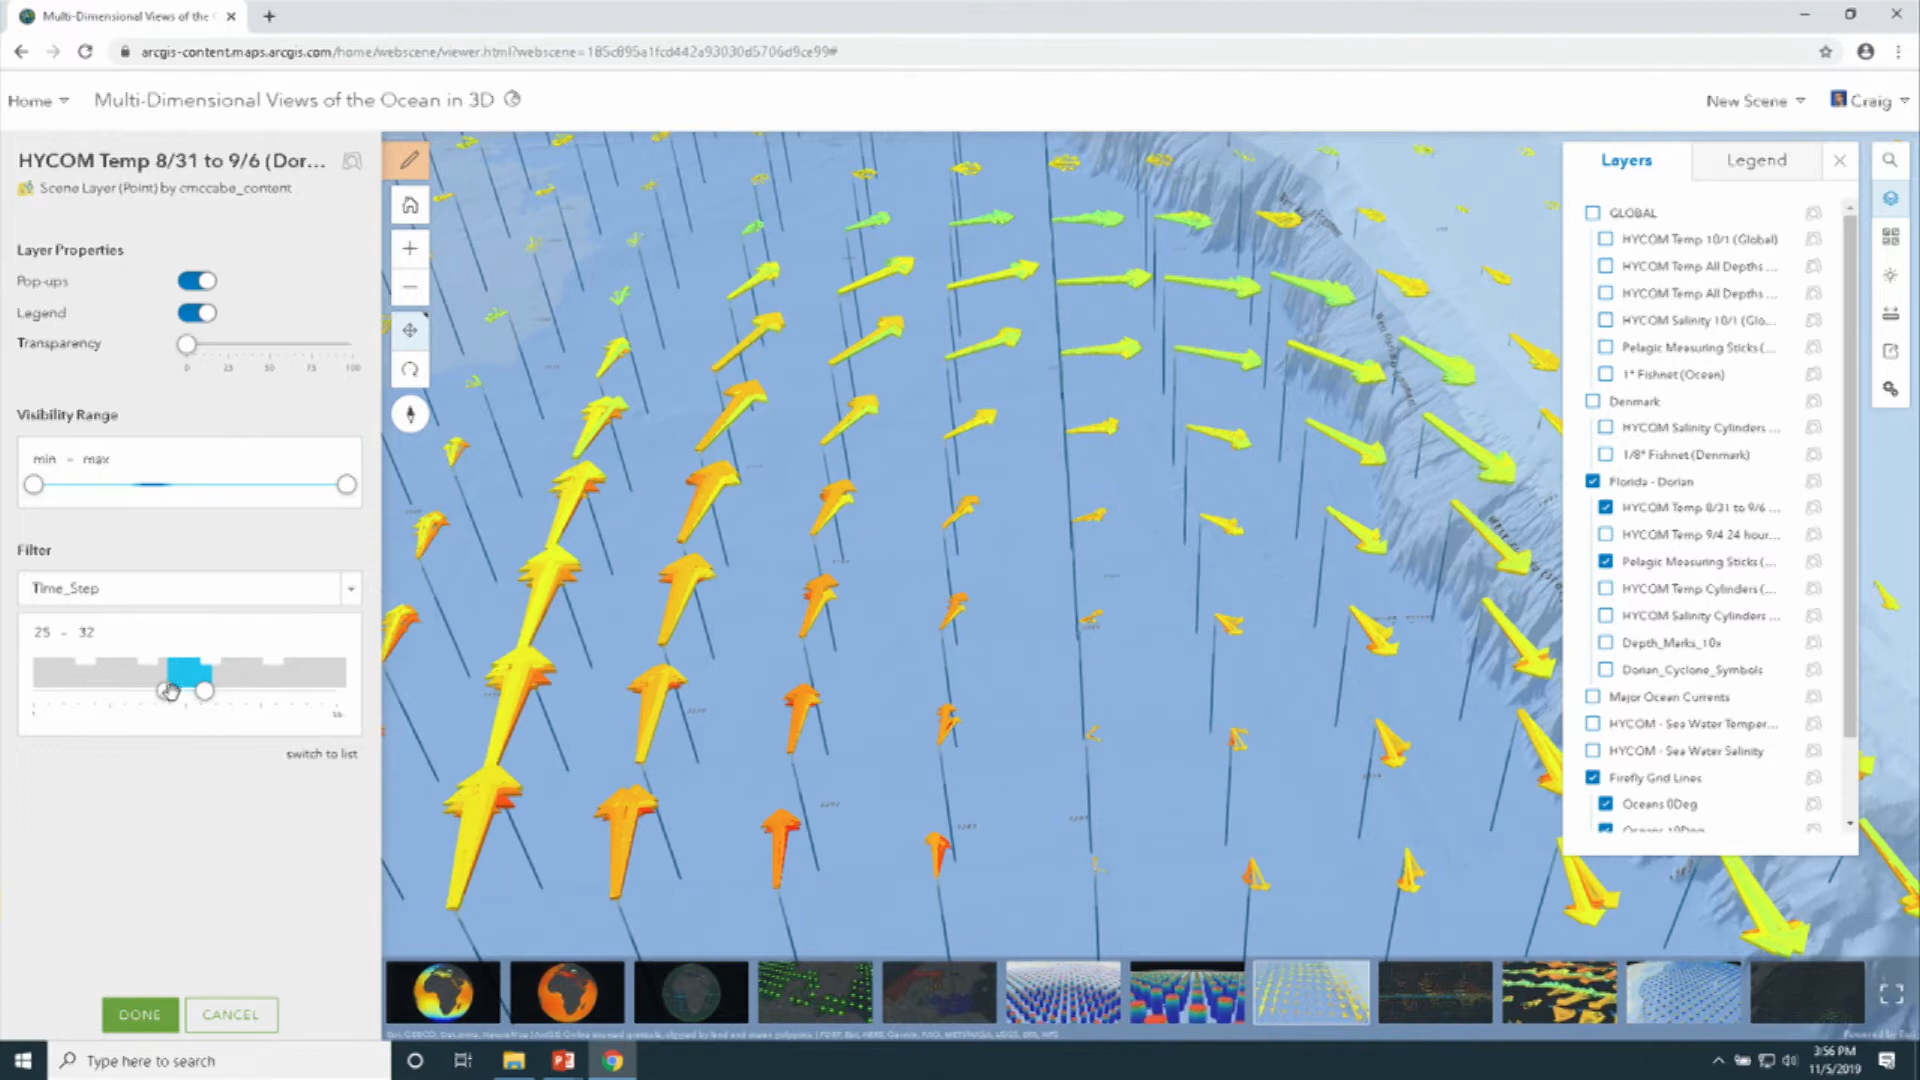 Multi-Dimensional Views of the
arcgis-content.maps.arcgis.com/home/webscene/viewer.html?webscene=185c895a1fcd442a93030d5706d9ce99#
Home
Multi-Dimensional Views of the Ocean in 3D
New Scene
Craig
HYCOM Temp 8/31 to 9/6 (Dor...
Scene Layer (Point) by cmccabe_content
Layer Properties
Pop-ups
Legend
Transparency
0 25 50 75 100
Visibility Range
min - max
Filter
Time_Step
25 - 32
switch to list
DONE
CANCEL
Layers
Legend
GLOBAL
HYCOM Temp 10/1 (Global)
HYCOM Temp All Depths ...
HYCOM Temp All Depths ...
HYCOM Salinity 10/1 (Glo...
Pelagic Measuring Sticks (...
1° Fishnet (Ocean)
Denmark
HYCOM Salinity Cylinders ...
1/8° Fishnet (Denmark)
Florida - Dorian
HYCOM Temp 8/31 to 9/6 ...
HYCOM Temp 9/4 24 hour...
Pelagic Measuring Sticks (...
HYCOM Temp Cylinders (...
HYCOM Salinity Cylinders ...
Depth_Marks_10x
Dorian_Cyclone_Symbols
Major Ocean Currents
HYCOM - Sea Water Temper...
HYCOM - Sea Water Salinity
Firefly Grid Lines
Oceans 0Deg
Oceans 10Deg
Powered by Esri
Type here to search
3:56 PM
11/5/2019